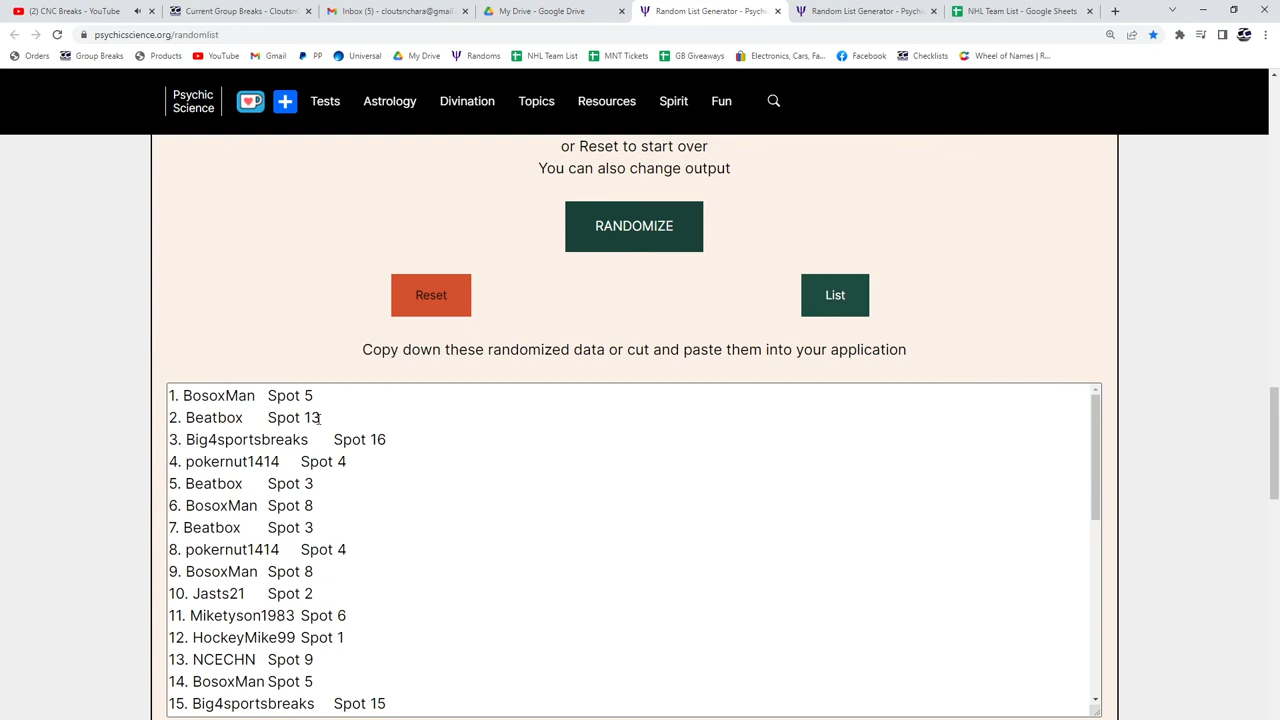 (2) CNC Breaks - YouTube
Current Group Breaks - CloutsnCh
Inbox (5) - cloutsnchara@gmail
My Drive - Google Drive
Random List Generator - Psychi
Random List Generator - Psychic
NHL Team List - Google Sheets
psychicscience.org/randomlist
Orders
Group Breaks
Products
YouTube
Gmail
PP
Universal
My Drive
Randoms
NHL Team List
MNT Tickets
GB Giveaways
Electronics, Cars, Fa...
Facebook
Checklists
Wheel of Names | R...
Psychic
Science
Tests
Astrology
Divination
Topics
Resources
Spirit
Fun
or Reset to start over
You can also change output
RANDOMIZE
Reset
List
Copy down these randomized data or cut and paste them into your application
1. BosoxMan Spot 5
2. Beatbox Spot 13
3. Big4sportsbreaks Spot 16
4. pokernut1414 Spot 4
5. Beatbox Spot 3
6. BosoxMan Spot 8
7. Beatbox Spot 3
8. pokernut1414 Spot 4
9. BosoxMan Spot 8
10. Jasts21 Spot 2
11. Miketyson1983 Spot 6
12. HockeyMike99 Spot 1
13. NCECHN Spot 9
14. BosoxMan Spot 5
15. Big4sportsbreaks Spot 15